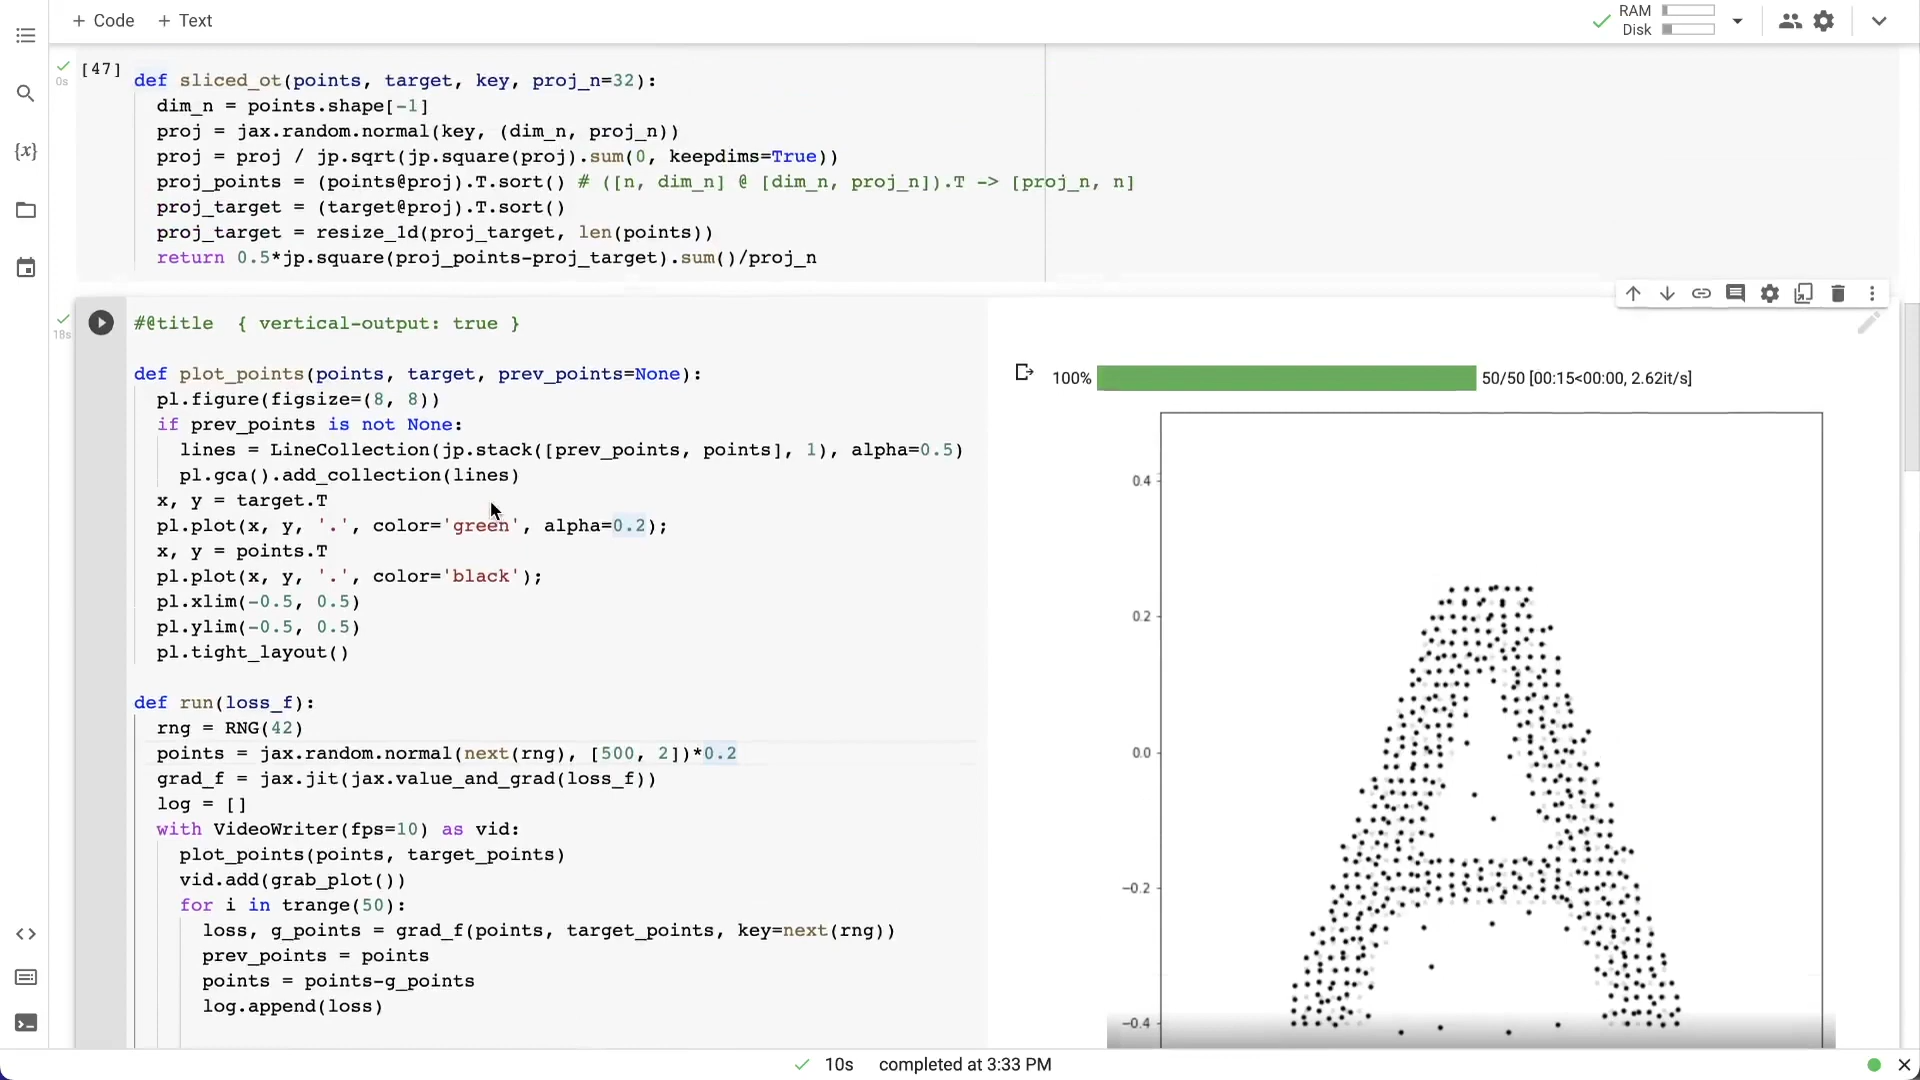 + Code + Text
RAM
Disk
[47]
0s
def sliced_ot(points, target, key, proj_n=32):
dim_n = points.shape[-1]
proj = jax.random.normal(key, (dim_n, proj_n))
proj = proj / jp.sqrt(jp.square(proj).sum(0, keepdims=True))
proj_points = (points@proj).T.sort() # ([n, dim_n] @ [dim_n, proj_n]).T -> [proj_n, n]
proj_target = (target@proj).T.sort()
proj_target = resize_1d(proj_target, len(points))
return 0.5*jp.square(proj_points-proj_target).sum()/proj_n
18s
#@title { vertical-output: true }
def plot_points(points, target, prev_points=None):
pl.figure(figsize=(8, 8))
if prev_points is not None:
lines = LineCollection(jp.stack([prev_points, points], 1), alpha=0.5)
pl.gca().add_collection(lines)
x, y = target.T
pl.plot(x, y, '.', color='green', alpha=0.2);
x, y = points.T
pl.plot(x, y, '.', color='black');
pl.xlim(-0.5, 0.5)
pl.ylim(-0.5, 0.5)
pl.tight_layout()
def run(loss_f):
rng = RNG(42)
points = jax.random.normal(next(rng), [500, 2])*0.2
grad_f = jax.jit(jax.value_and_grad(loss_f))
log = []
with VideoWriter(fps=10) as vid:
plot_points(points, target_points)
vid.add(grab_plot())
for i in trange(50):
loss, g_points = grad_f(points, target_points, key=next(rng))
prev_points = points
points = points-g_points
log.append(loss)
100% 50/50 [00:15<00:00, 2.62it/s]
0.4
0.2
0.0
−0.2
−0.4
10s completed at 3:33 PM